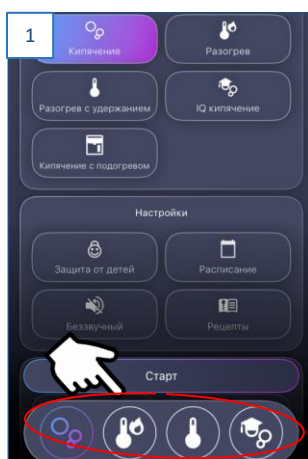 1
Кипячение
Разогрев
Разогрев с удержанием
IQ кипячение
Кипячение с подогревом
Настройки
Защита от детей
Расписание
Беззвучный
Рецепты
Старт